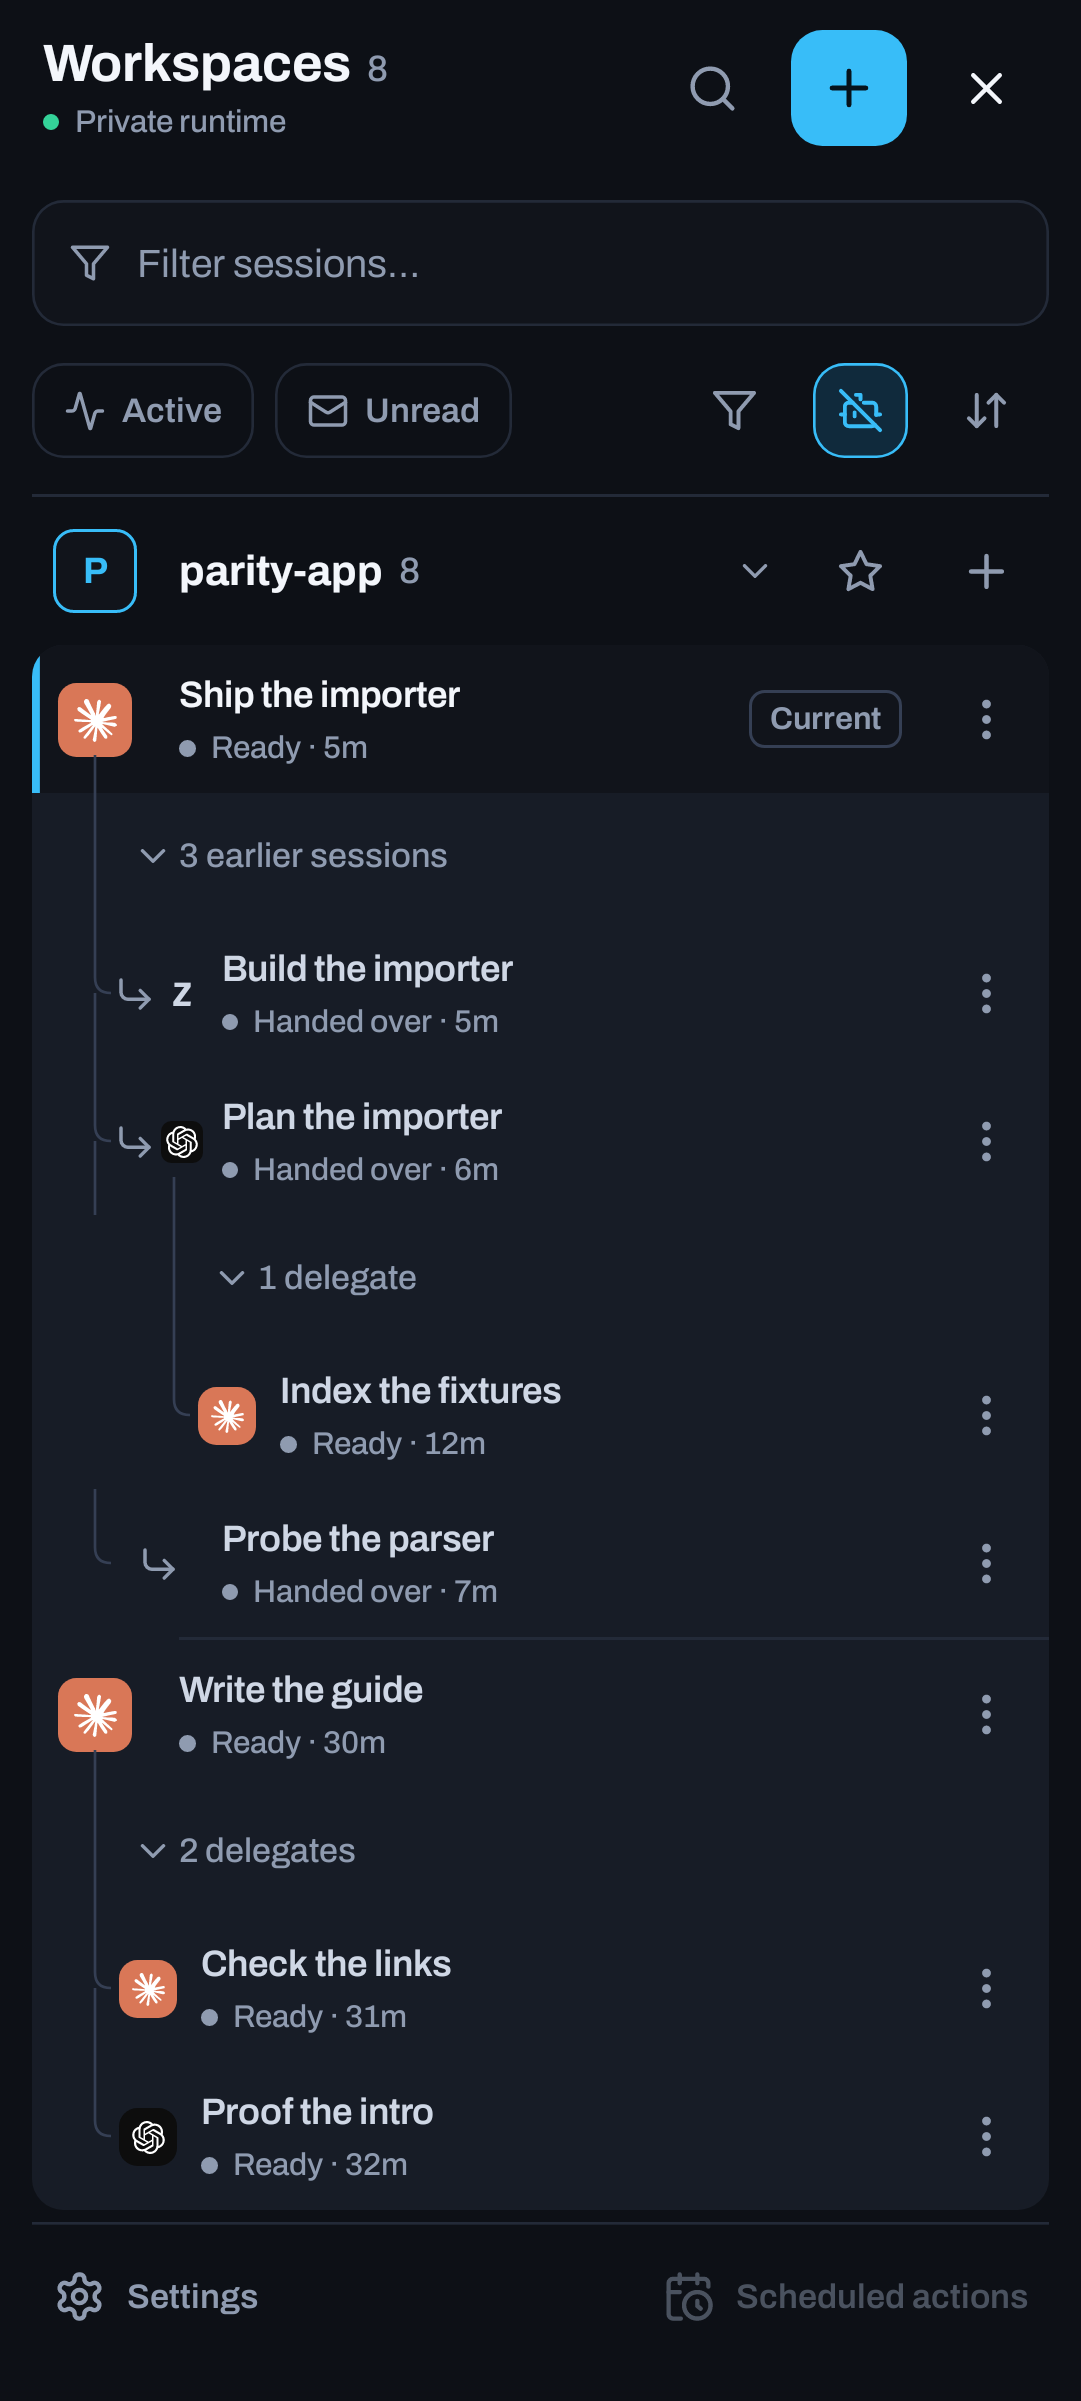 Workspaces 8
Private runtime
Filter sessions...
Active
Unread
P
parity-app 8
Ship the importer
Ready · 5m
Current
3 earlier sessions
Build the importer
Z
Handed over · 5m
Plan the importer
Handed over · 6m
1 delegate
Index the fixtures
Ready · 12m
Probe the parser
Handed over · 7m
Write the guide
Ready · 30m
2 delegates
Check the links
Ready · 31m
Proof the intro
Ready · 32m
Settings
Scheduled actions